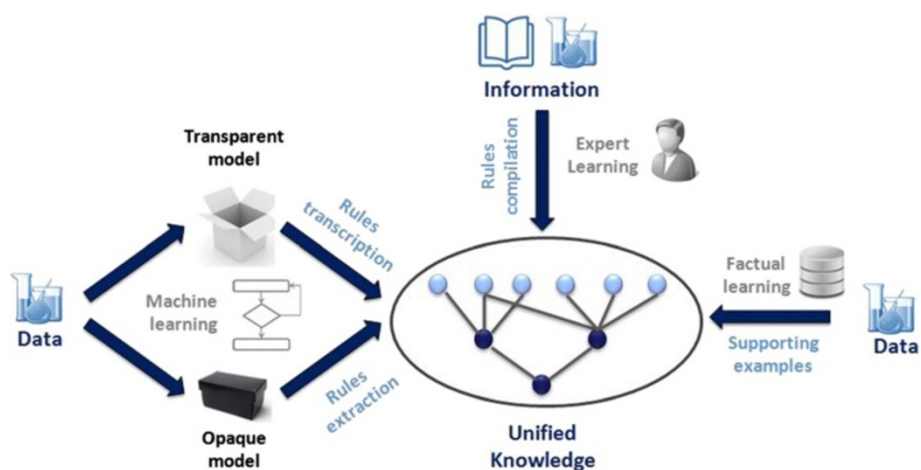 Information
Rules
compilation
Expert
Learning
Transparent
model
Rules
transcription
Machine
learning
Data
Rules
extraction
Opaque
model
Factual
learning
Supporting
examples
Data
Unified
Knowledge